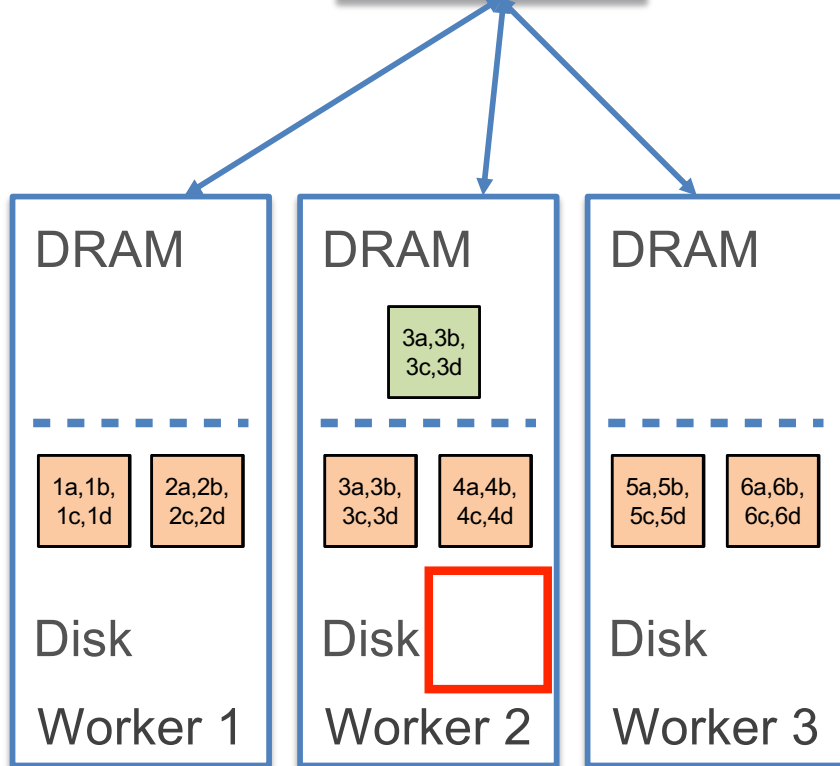 DRAM
DRAM
DRAM
3a,3b,
3c,3d
1a,1b,
1c,1d
2a,2b,
2c,2d
3a,3b,
3c,3d
4a,4b,
4c,4d
5a,5b,
5c,5d
6a,6b,
6c,6d
Disk
Disk
Disk
Worker 1
Worker 2
Worker 3